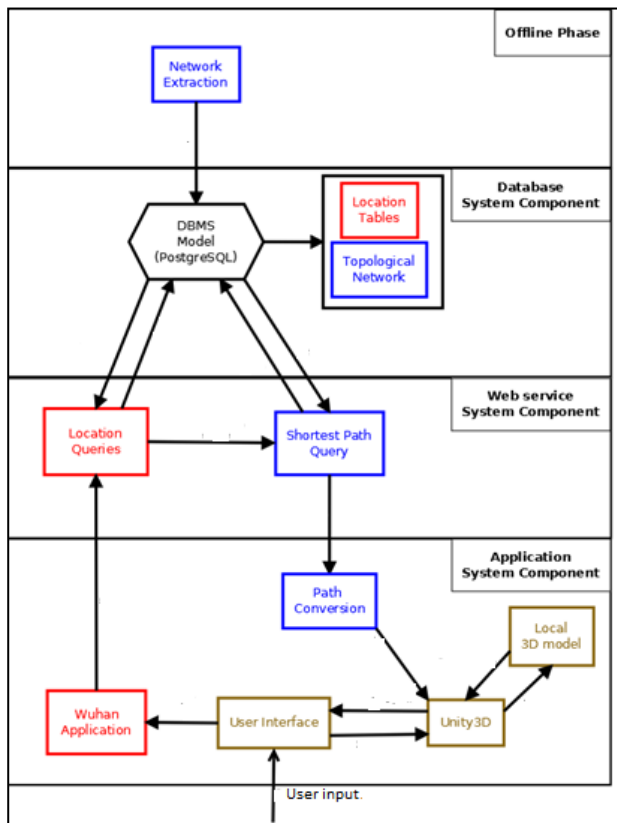 Offline Phase
Network
Extraction
Database
System Component
Location
Tables
DBMS
Model
(PostgreSQL)
Topological
Network
Web service
System Component
Location
Queries
Shortest Path
Query
Application
System Component
Path
Conversion
Local
3D model
Wuhan
Application
User Interface
Unity3D
User input.